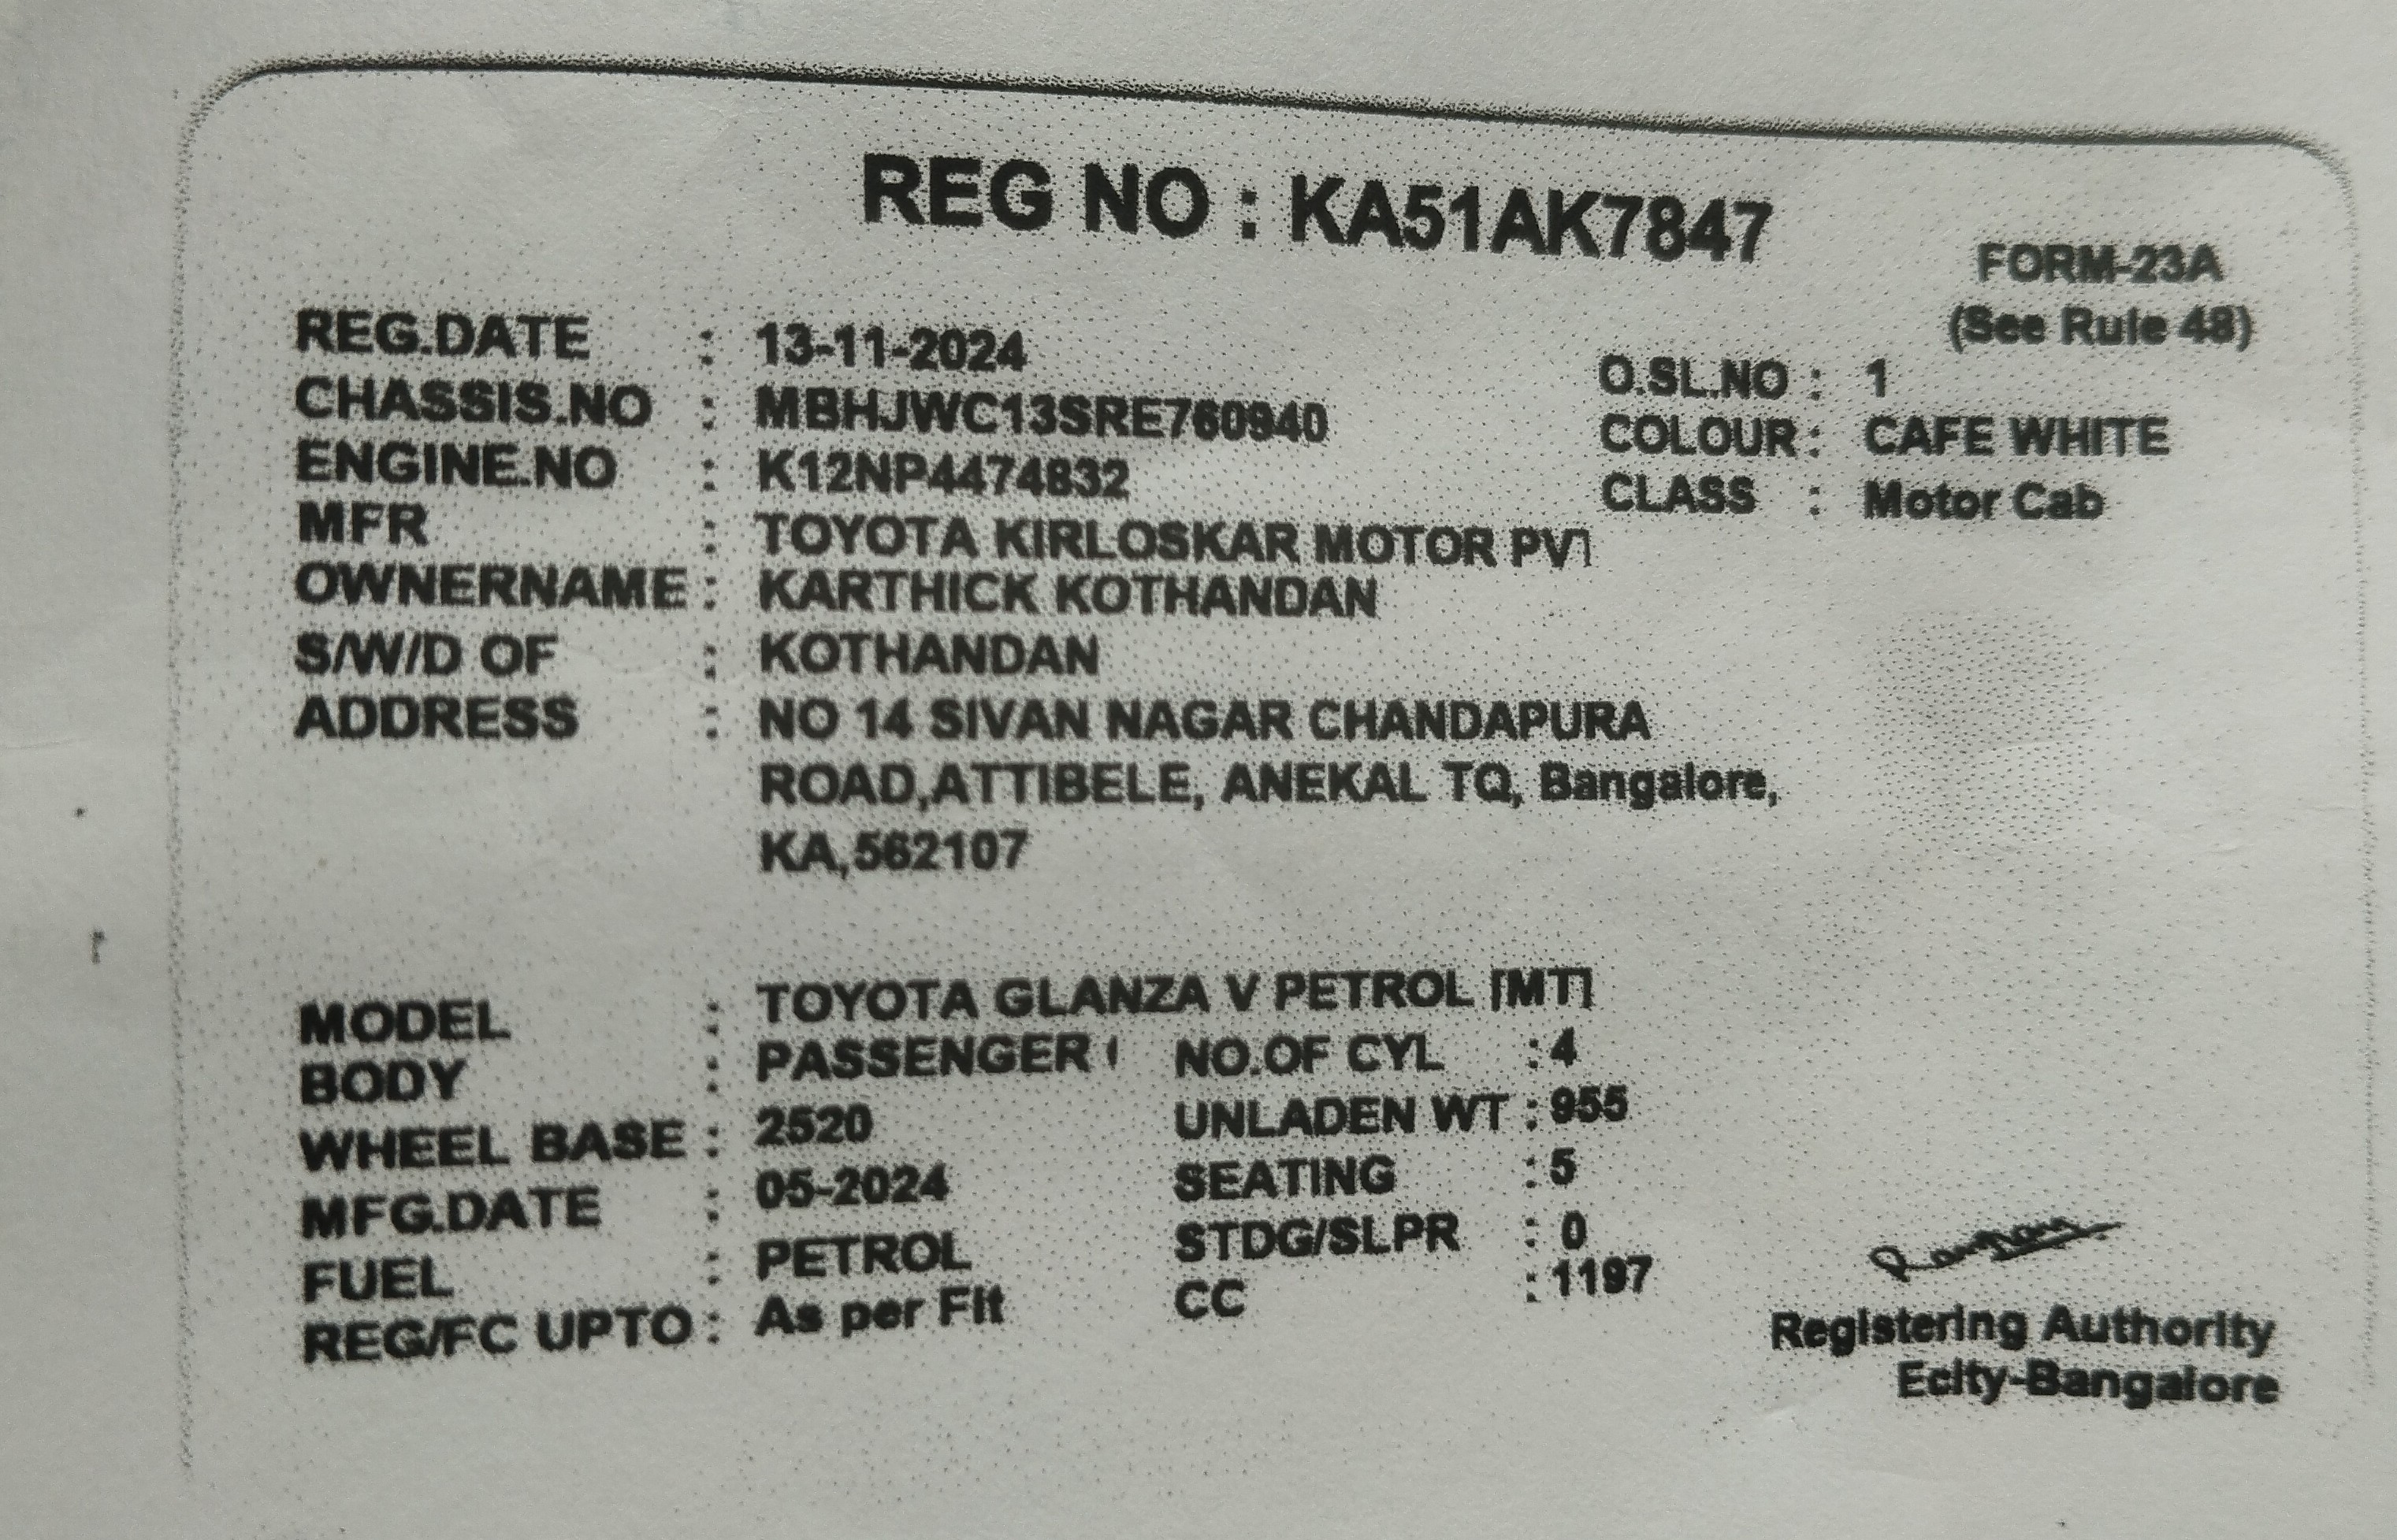 REG NO : KA51AK7847
FORM-23A
(See Rule 48)
REG.DATE : 13-11-2024
O.SL.NO : 1
CHASSIS.NO : MBHJWC13SRE760940
COLOUR : CAFE WHITE
ENGINE.NO : K12NP4474832
CLASS : Motor Cab
MFR : TOYOTA KIRLOSKAR MOTOR PVT
OWNERNAME : KARTHICK KOTHANDAN
S/W/D OF : KOTHANDAN
ADDRESS : NO 14 SIVAN NAGAR CHANDAPURA
ROAD,ATTIBELE, ANEKAL TQ, Bangalore,
KA,562107
MODEL : TOYOTA GLANZA V PETROL [MT]
BODY : PASSENGER NO.OF CYL : 4
WHEEL BASE : 2520 UNLADEN WT : 955
MFG.DATE : 05-2024 SEATING : 5
FUEL : PETROL STDG/SLPR : 0
REG/FC UPTO : As per Fit CC : 1197
Registering Authority
Ecity-Bangalore